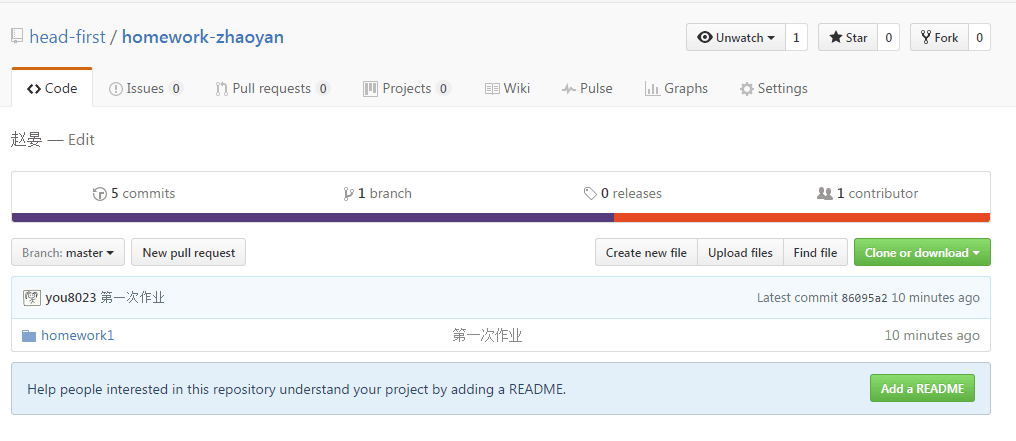 head-first / homework-zhaoyan Unwatch 1 Star 0 Fork 0
Code Issues 0 Pull requests 0 Projects 0 Wiki Pulse Graphs Settings
赵晏 — Edit
5 commits 1 branch 0 releases 1 contributor
Branch: master New pull request Create new file Upload files Find file Clone or download
you8023 第一次作业 Latest commit 86095a2 10 minutes ago
homework1 第一次作业 10 minutes ago
Help people interested in this repository understand your project by adding a README. Add a README